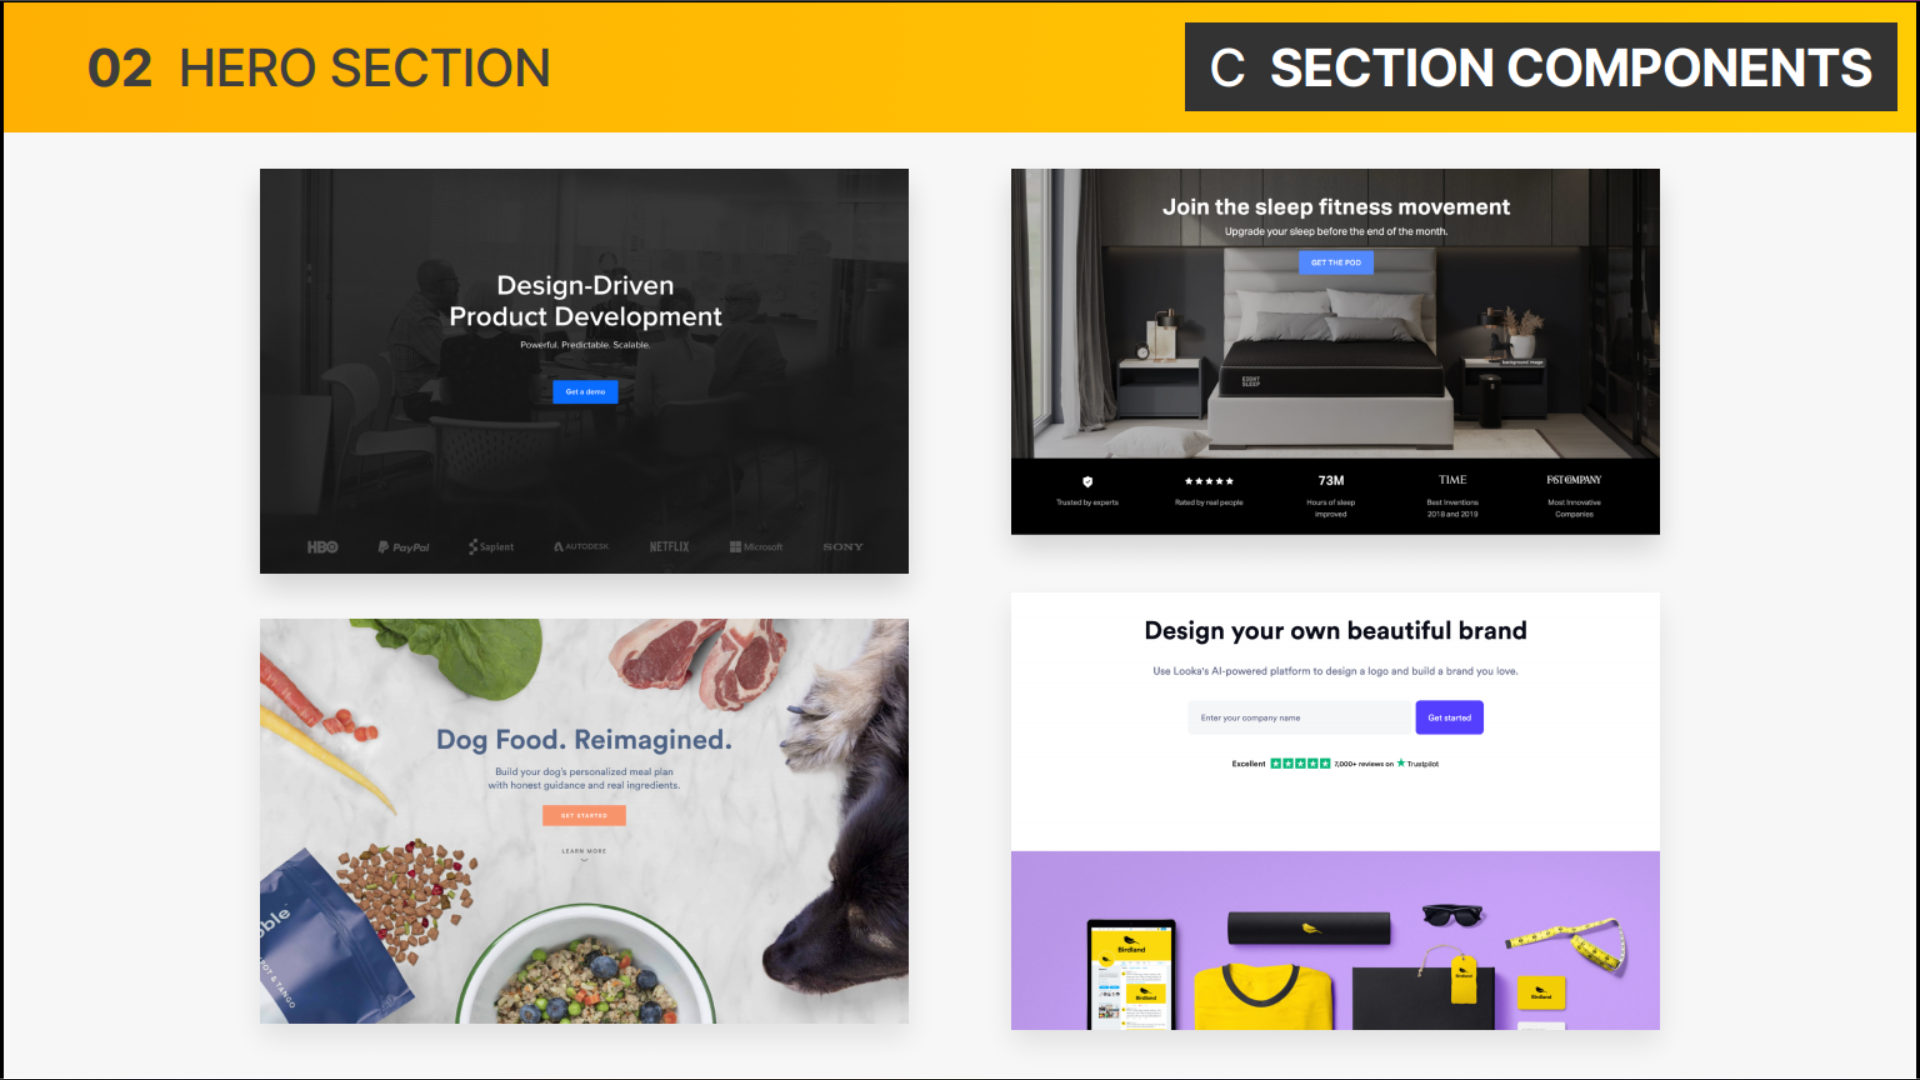 02 HERO SECTION
C SECTION COMPONENTS
Design-Driven
Product Development
Powerful. Predictable. Scalable.
Get a demo
HBO PayPal Sapient AUTODESK NETFLIX Microsoft SONY
Join the sleep fitness movement
Upgrade your sleep before the end of the month.
GET THE POD
background image
EIGHT
SLEEP
73M TIME FAST COMPANY
Trusted by experts Rated by real people Hours of sleep Best Inventions Most Innovative
improved 2018 and 2019 Companies
Dog Food. Reimagined.
Build your dog's personalized meal plan
with honest guidance and real ingredients.
GET STARTED
LEARN MORE
ble
POT & TANGO
Design your own beautiful brand
Use Looka's AI-powered platform to design a logo and build a brand you love.
Enter your company name Get started
Excellent 7,000+ reviews on Trustpilot
Birdland
Birdland
Birdland
Birdland